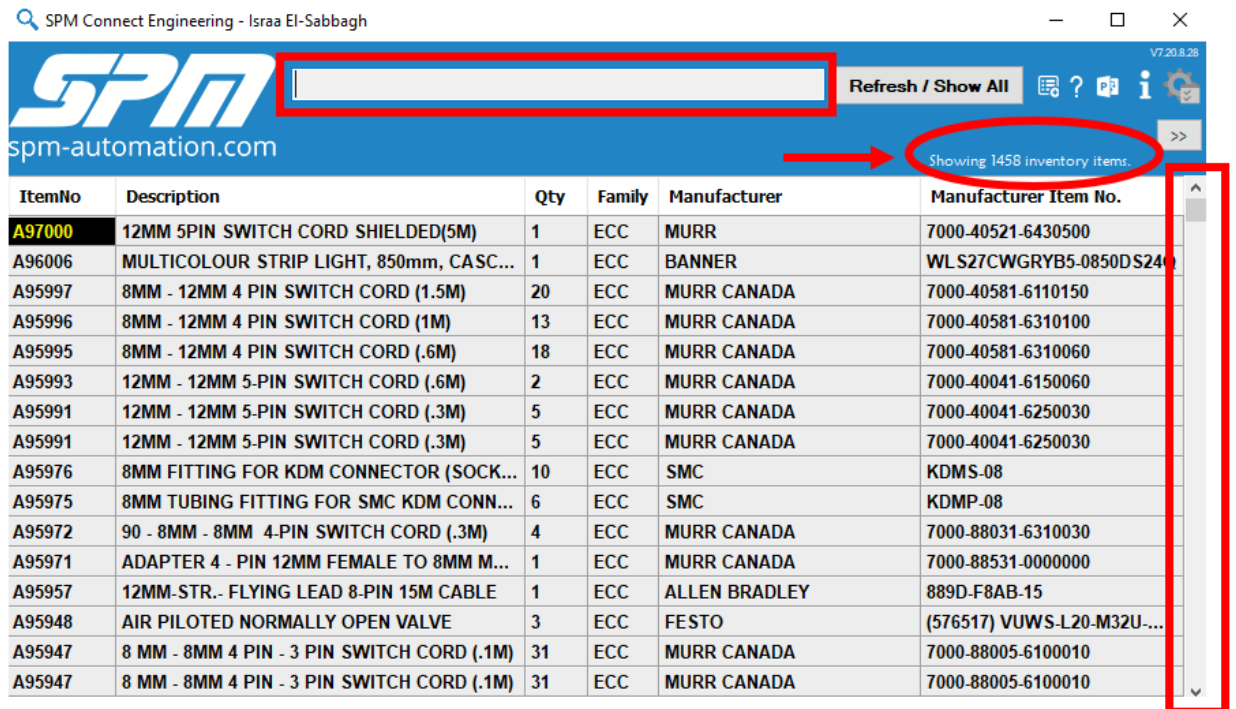 SPM Connect Engineering - Israa El-Sabbagh
V7.20.8.28
SPM
Refresh / Show All
?
i
spm-automation.com
>>
Showing 1458 inventory items.
ItemNo Description Qty Family Manufacturer Manufacturer Item No.
A97000 12MM 5PIN SWITCH CORD SHIELDED(5M) 1 ECC MURR 7000-40521-6430500
A96006 MULTICOLOUR STRIP LIGHT, 850mm, CASC... 1 ECC BANNER WLS27CWGRYB5-0850DS24Q
A95997 8MM - 12MM 4 PIN SWITCH CORD (1.5M) 20 ECC MURR CANADA 7000-40581-6110150
A95996 8MM - 12MM 4 PIN SWITCH CORD (1M) 13 ECC MURR CANADA 7000-40581-6310100
A95995 8MM - 12MM 4 PIN SWITCH CORD (.6M) 18 ECC MURR CANADA 7000-40581-6310060
A95993 12MM - 12MM 5-PIN SWITCH CORD (.6M) 2 ECC MURR CANADA 7000-40041-6150060
A95991 12MM - 12MM 5-PIN SWITCH CORD (.3M) 5 ECC MURR CANADA 7000-40041-6250030
A95991 12MM - 12MM 5-PIN SWITCH CORD (.3M) 5 ECC MURR CANADA 7000-40041-6250030
A95976 8MM FITTING FOR KDM CONNECTOR (SOCK... 10 ECC SMC KDMS-08
A95975 8MM TUBING FITTING FOR SMC KDM CONN... 6 ECC SMC KDMP-08
A95972 90 - 8MM - 8MM 4-PIN SWITCH CORD (.3M) 4 ECC MURR CANADA 7000-88031-6310030
A95971 ADAPTER 4 - PIN 12MM FEMALE TO 8MM M... 1 ECC MURR CANADA 7000-88531-0000000
A95957 12MM-STR.- FLYING LEAD 8-PIN 15M CABLE 1 ECC ALLEN BRADLEY 889D-F8AB-15
A95948 AIR PILOTED NORMALLY OPEN VALVE 3 ECC FESTO (576517) VUWS-L20-M32U-...
A95947 8 MM - 8MM 4 PIN - 3 PIN SWITCH CORD (.1M) 31 ECC MURR CANADA 7000-88005-6100010
A95947 8 MM - 8MM 4 PIN - 3 PIN SWITCH CORD (.1M) 31 ECC MURR CANADA 7000-88005-6100010